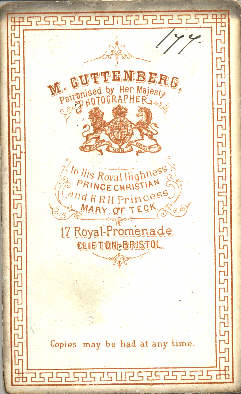 177.
M. GUTTENBERG,
Patronised by Her Majesty
PHOTOGRAPHER
to His Royal Highness
PRINCE CHRISTIAN
and H.R.H. Princess
MARY OF TECK
17 Royal-Promenade
CLIFTON-BRISTOL
Copies may be had at any time.